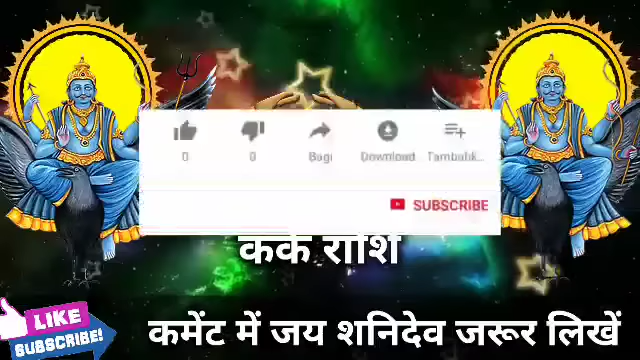 0 0 Bagi Download Tambahk...
SUBSCRIBE
कर्क राशि
LIKE
SUBSCRIBE!
कमेंट में जय शनिदेव जरूर लिखें